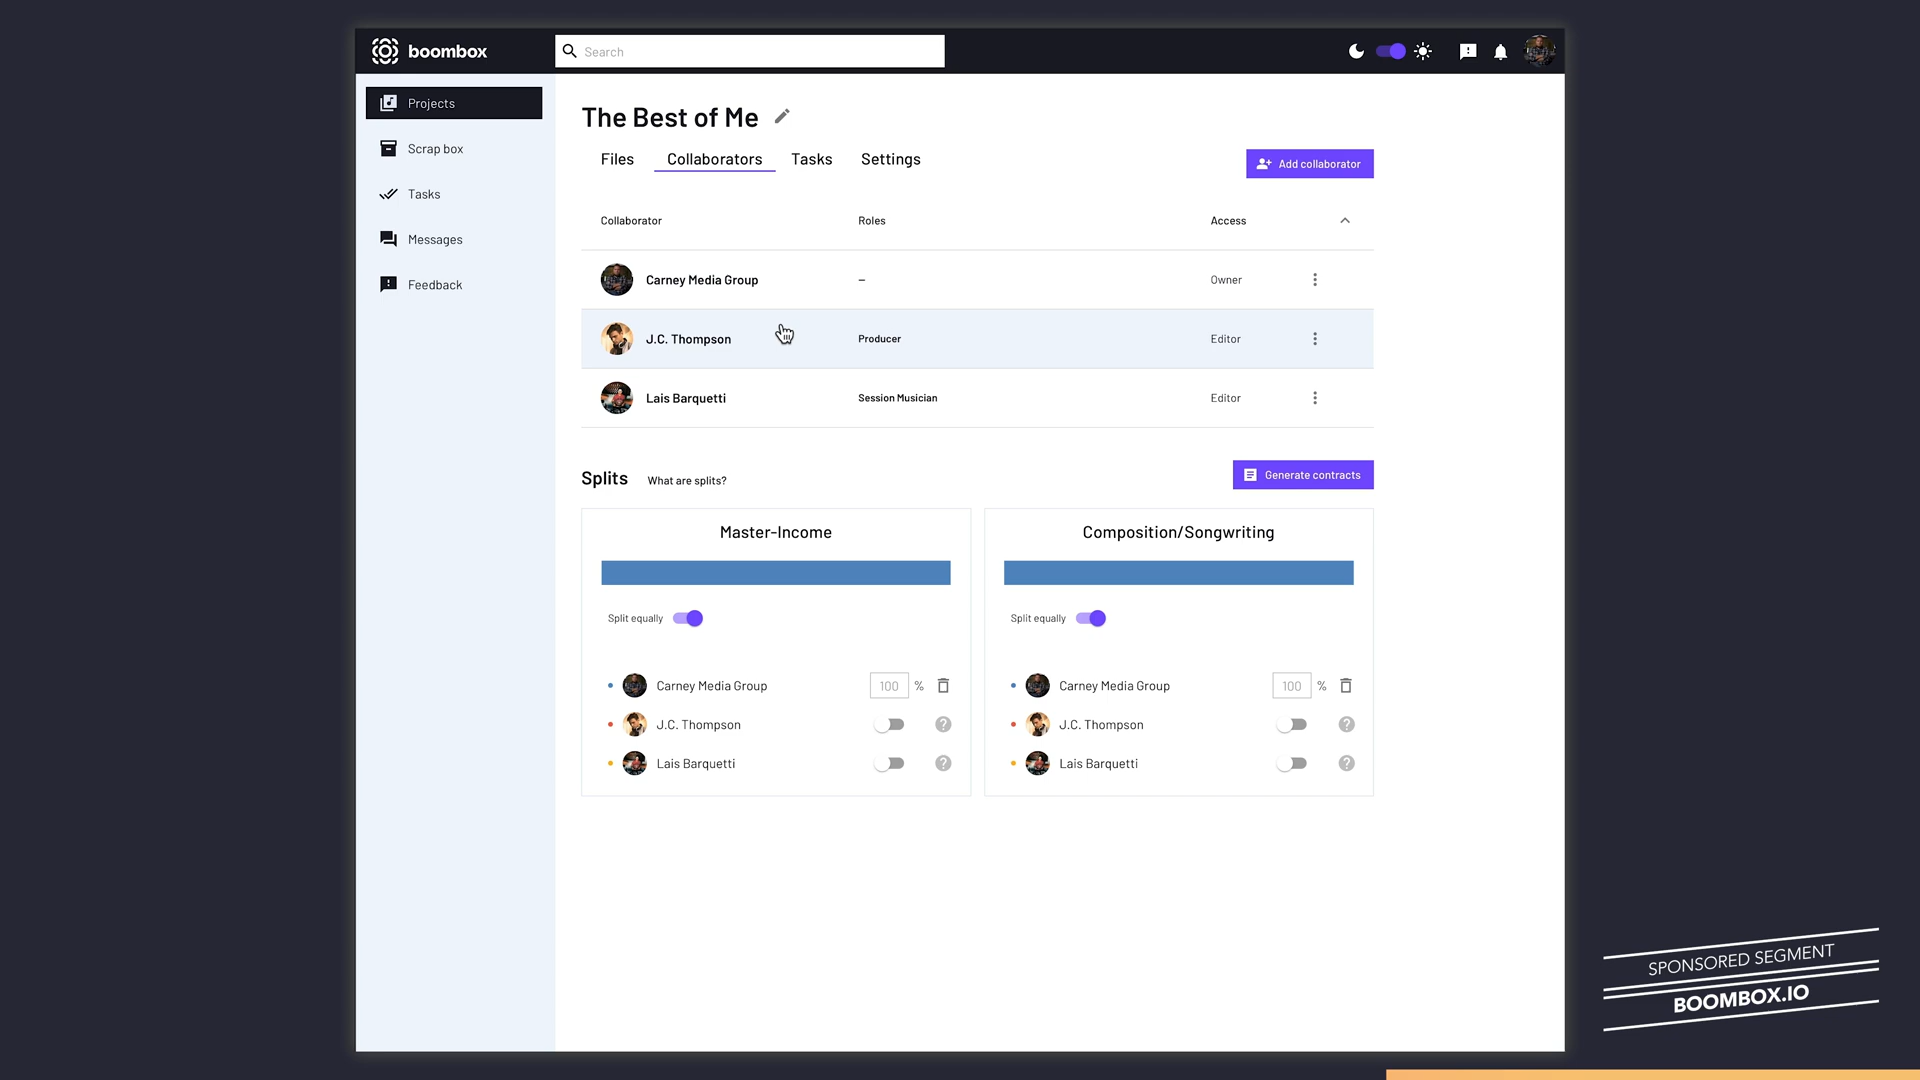 boombox
Search
Projects
Scrap box
Tasks
Messages
Feedback
The Best of Me
Files Collaborators Tasks Settings
Add collaborator
Collaborator Roles Access
Carney Media Group – Owner
J.C. Thompson Producer Editor
Lais Barquetti Session Musician Editor
Splits What are splits?
Generate contracts
Master-Income
Split equally
Carney Media Group 100 %
J.C. Thompson
Lais Barquetti
Composition/Songwriting
Split equally
Carney Media Group 100 %
J.C. Thompson
Lais Barquetti
SPONSORED SEGMENT
BOOMBOX.IO